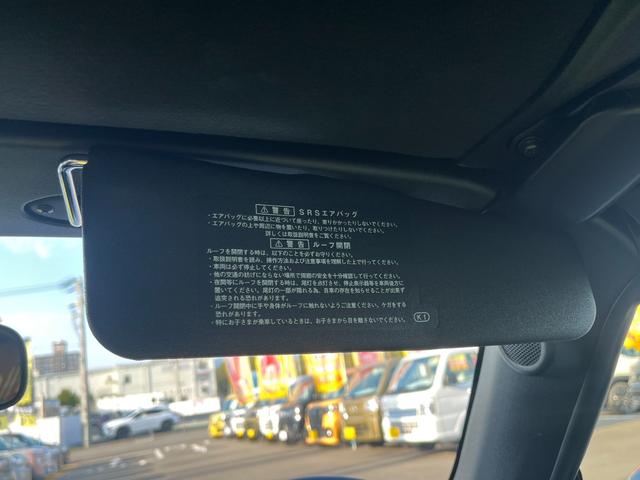 ⚠警告 SRSエアバッグ
・エアバッグに必要以上に近づいて座ったり、寄りかかったりしないでください。
・エアバッグの上や周辺に物を置いたり、取りつけたりしないでください。
詳しくは取扱説明書をご覧ください。
⚠警告 ルーフ開閉
ルーフを開閉する時は、以下のことを必ずお守りください。
・取扱説明書を読み、操作方法および注意事項を理解した上で行ってください。
・車両は必ず停止してください。
・他の交通の妨げにならない場所で周囲の安全を十分確認して行ってください。
・夜間等にルーフを開閉する時は、尾灯を点灯させ、停止表示器等を車両後方に
置いてください。尾灯の一部が隠れる為、自車の存在を知らせることが出来ず
追突される恐れがあります。
・ルーフ開閉中に手や身体がルーフに触れないようご注意ください。ケガをする
恐れがあります。
・特にお子さまが乗車しているときは、お子さまから目を離さないでください。
K1